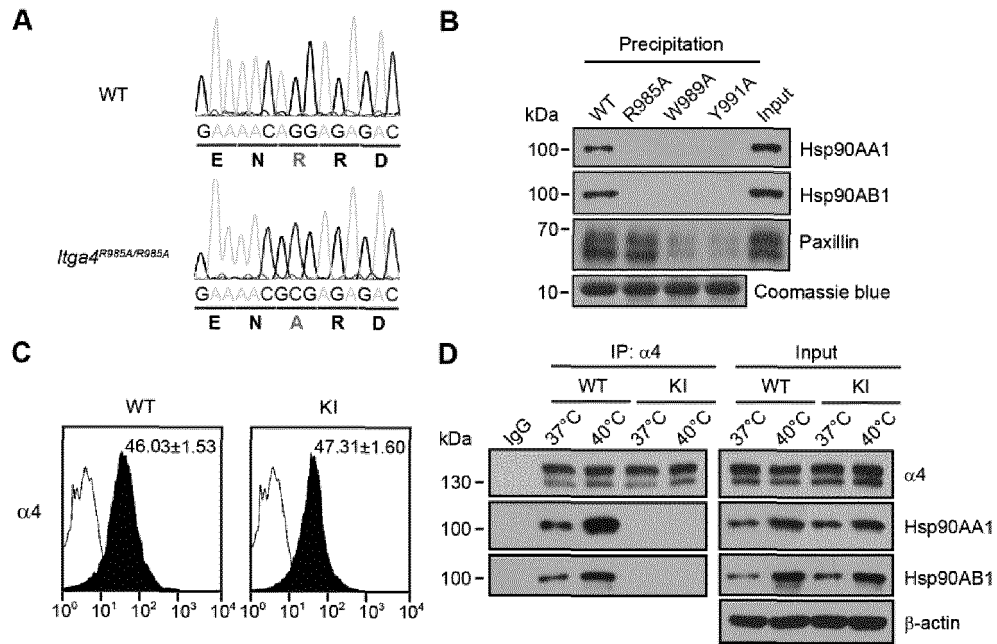 A
WT
GAAAACAGGAGAGAC
E N R R D
Itga4R985A/R985A
GAAAACGCGAGAGAC
E N A R D
B
Precipitation
WT R985A W989A Y991A Input
kDa
100 Hsp90AA1
100 Hsp90AB1
70 Paxillin
10 Coomassie blue
C
WT KI
46.03±1.53 47.31±1.60
α4
10⁰ 10¹ 10² 10³ 10⁴ 10⁰ 10¹ 10² 10³ 10⁴
D
IP: α4 Input
WT KI WT KI
kDa IgG 37°C 40°C 37°C 40°C 37°C 40°C 37°C 40°C
130 α4
100 Hsp90AA1
100 Hsp90AB1
β-actin